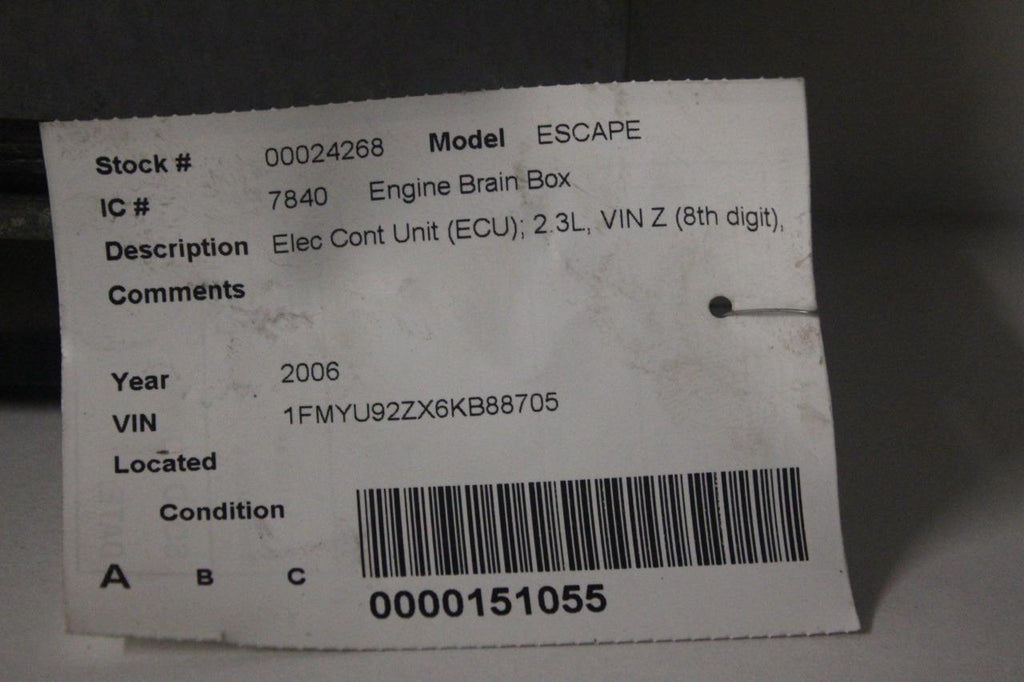 Stock # 00024268 Model ESCAPE
IC # 7840 Engine Brain Box
Description Elec Cont Unit (ECU); 2.3L, VIN Z (8th digit),
Comments
Year 2006
VIN 1FMYU92ZX6KB88705
Located
Condition
A B C
0000151055